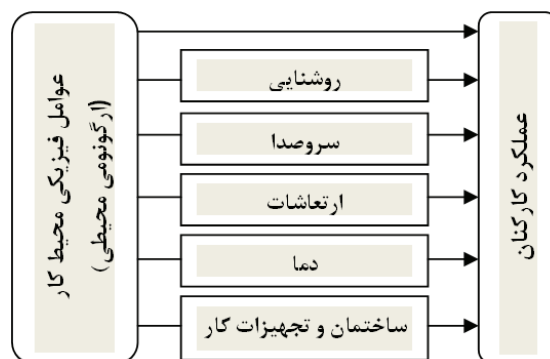 عوامل فیزیکی محیط کار
(ارگونومی محیطی)
روشنایی
سروصدا
ارتعاشات
دما
ساختمان و تجهیزات کار
عملکرد کارکنان